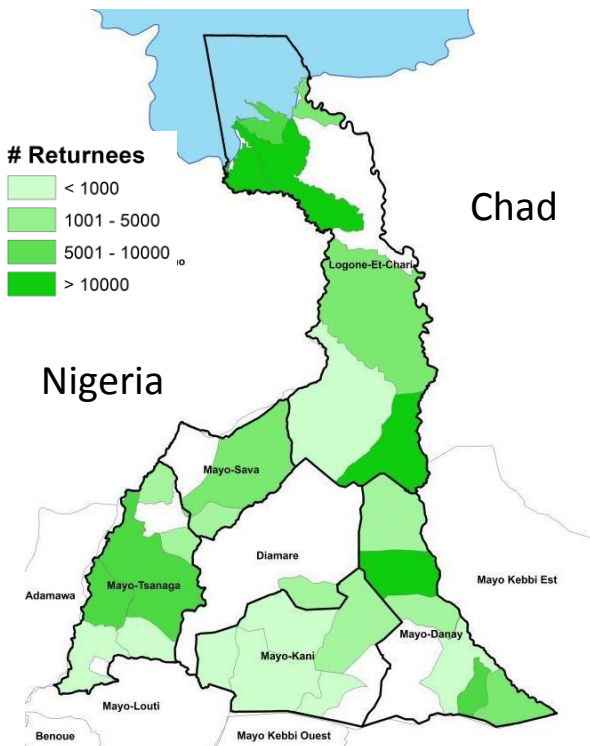 # Returnees
< 1000
1001 - 5000
5001 - 10000
> 10000
Chad
Logone-Et-Chari
Nigeria
Mayo-Sava
Diamare
Mayo-Tsanaga
Adamawa
Mayo Kebbi Est
Mayo-Danay
Mayo-Kani
Mayo-Louti
Benoue
Mayo Kebbi Ouest